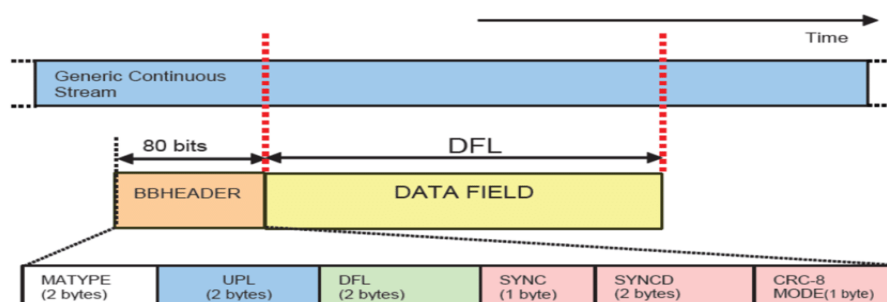 Time
Generic Continuous
Stream
80 bits
DFL
BBHEADER
DATA FIELD
MATYPE
(2 bytes)
UPL
(2 bytes)
DFL
(2 bytes)
SYNC
(1 byte)
SYNCD
(2 bytes)
CRC-8
MODE(1 byte)